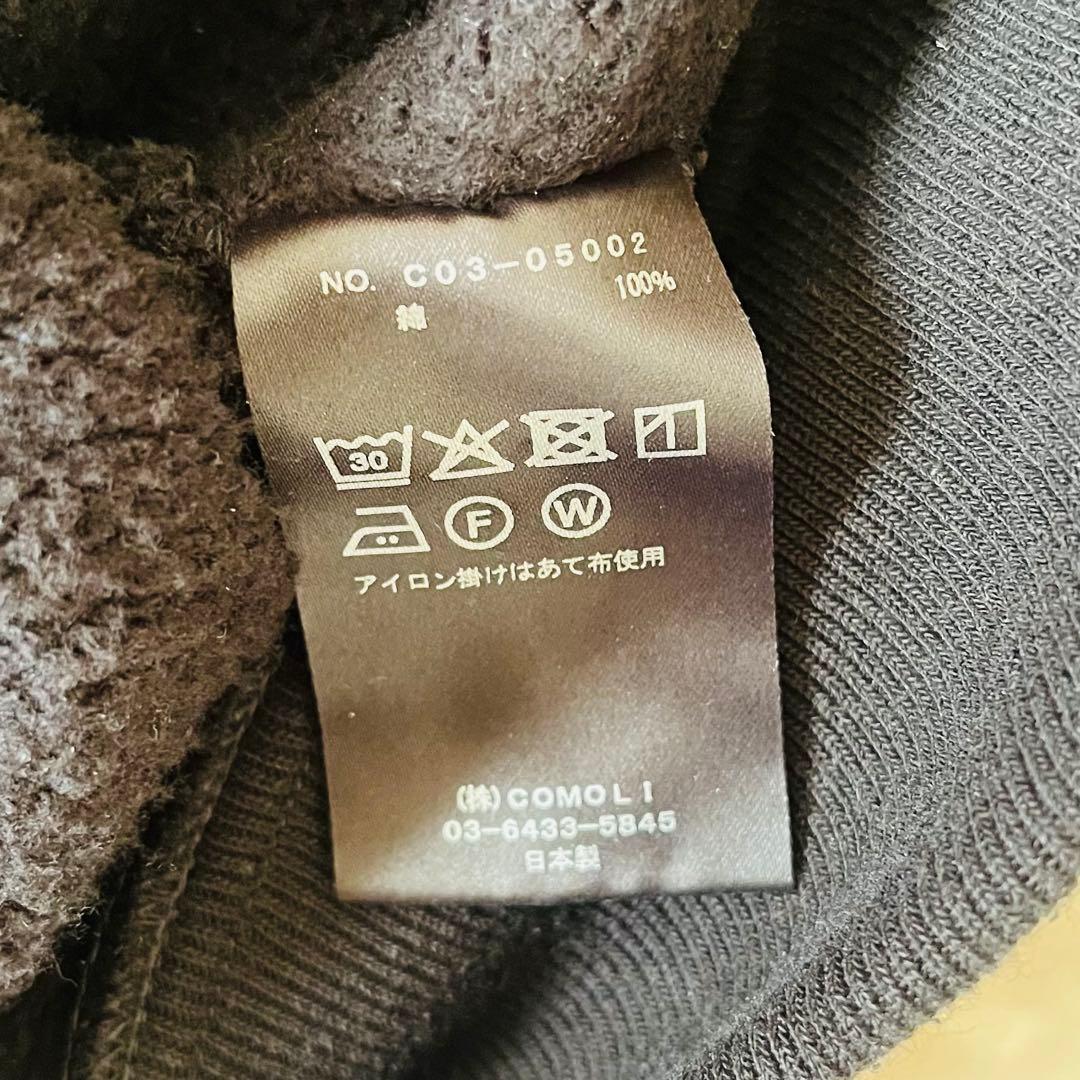 NO. C03-05002
綿 100%
30
F W
アイロン掛けはあて布使用
(株)COMOLI
03-6433-5845
日本製